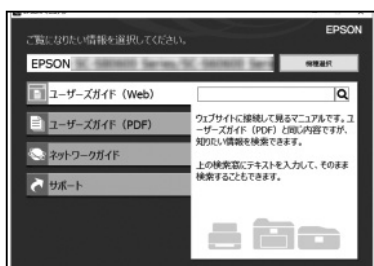 EPSON
ご覧になりたい情報を選択してください。
EPSON
機種選択
ユーザーズガイド（Web）
ユーザーズガイド（PDF）
ネットワークガイド
サポート
ウェブサイトに接続して見るマニュアルです。ユ
ーザーズガイド（PDF）と同じ内容ですが、
知りたい情報を検索できます。
上の検索窓にテキストを入力して、そのまま
検索することもできます。